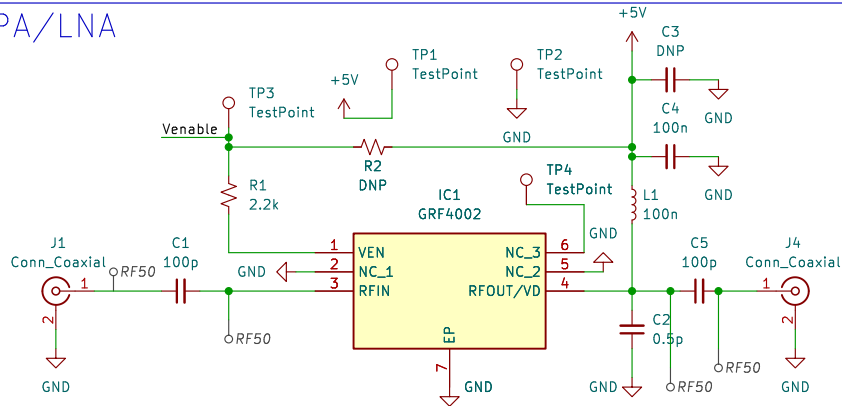 PA/LNA
+5V
C3
DNP
TP1
TestPoint
TP2
TestPoint
+5V
TP3
TestPoint
GND
C4
100n
Venable
GND
R2
DNP
TP4
TestPoint
GND
R1
2.2k
IC1
GRF4002
L1
100n
GND
J1
Conn_Coaxial
C1
100p
1
VEN
NC_3
6
C5
100p
J4
Conn_Coaxial
RF50
GND
2
NC_1
NC_2
5
1
3
RFIN
RFOUT/VD
4
1
2
C2
0.5p
2
RF50
EP
7
RF50
GND
GND
GND
RF50
GND